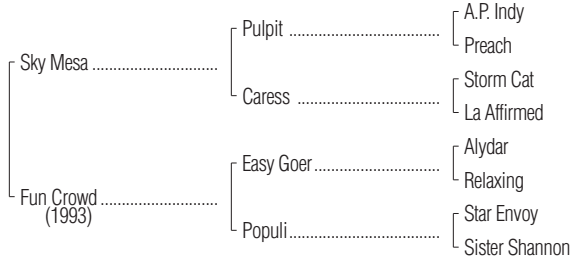 A.P. Indy
Pulpit ........................................
Preach
Sky Mesa ..................................
Storm Cat
Caress ......................................
La Affirmed
Alydar
Easy Goer..................................
Relaxing
Fun Crowd................................
(1993)
Star Envoy
Populi.........................................
Sister Shannon